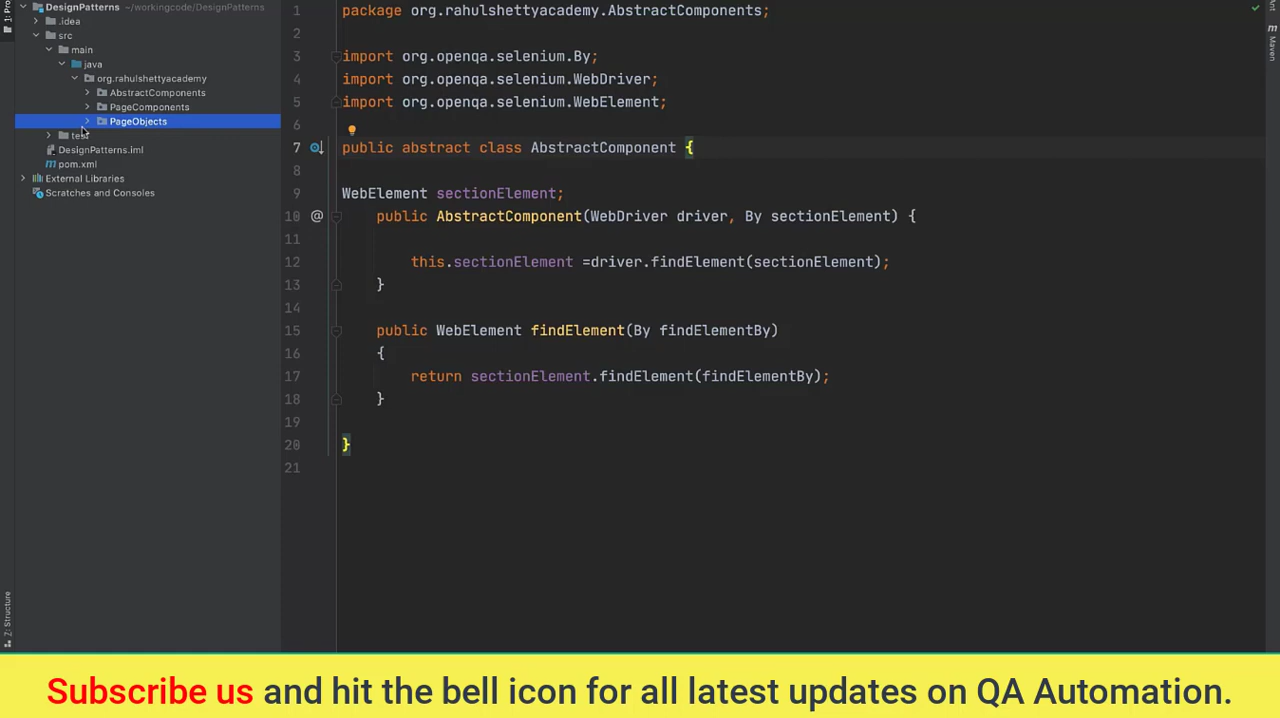 DesignPatterns ~/workingcode/DesignPatterns
.idea
src
main
java
org.rahulshettyacademy
AbstractComponents
PageComponents
PageObjects
test
DesignPatterns.iml
pom.xml
External Libraries
Scratches and Consoles
1 package org.rahulshettyacademy.AbstractComponents;
2
3 import org.openqa.selenium.By;
4 import org.openqa.selenium.WebDriver;
5 import org.openqa.selenium.WebElement;
6
7 public abstract class AbstractComponent {
8
9 WebElement sectionElement;
10 public AbstractComponent(WebDriver driver, By sectionElement) {
11
12 this.sectionElement =driver.findElement(sectionElement);
13 }
14
15 public WebElement findElement(By findElementBy)
16 {
17 return sectionElement.findElement(findElementBy);
18 }
19
20 }
21
Maven
Z: Structure
Subscribe us and hit the bell icon for all latest updates on QA Automation.